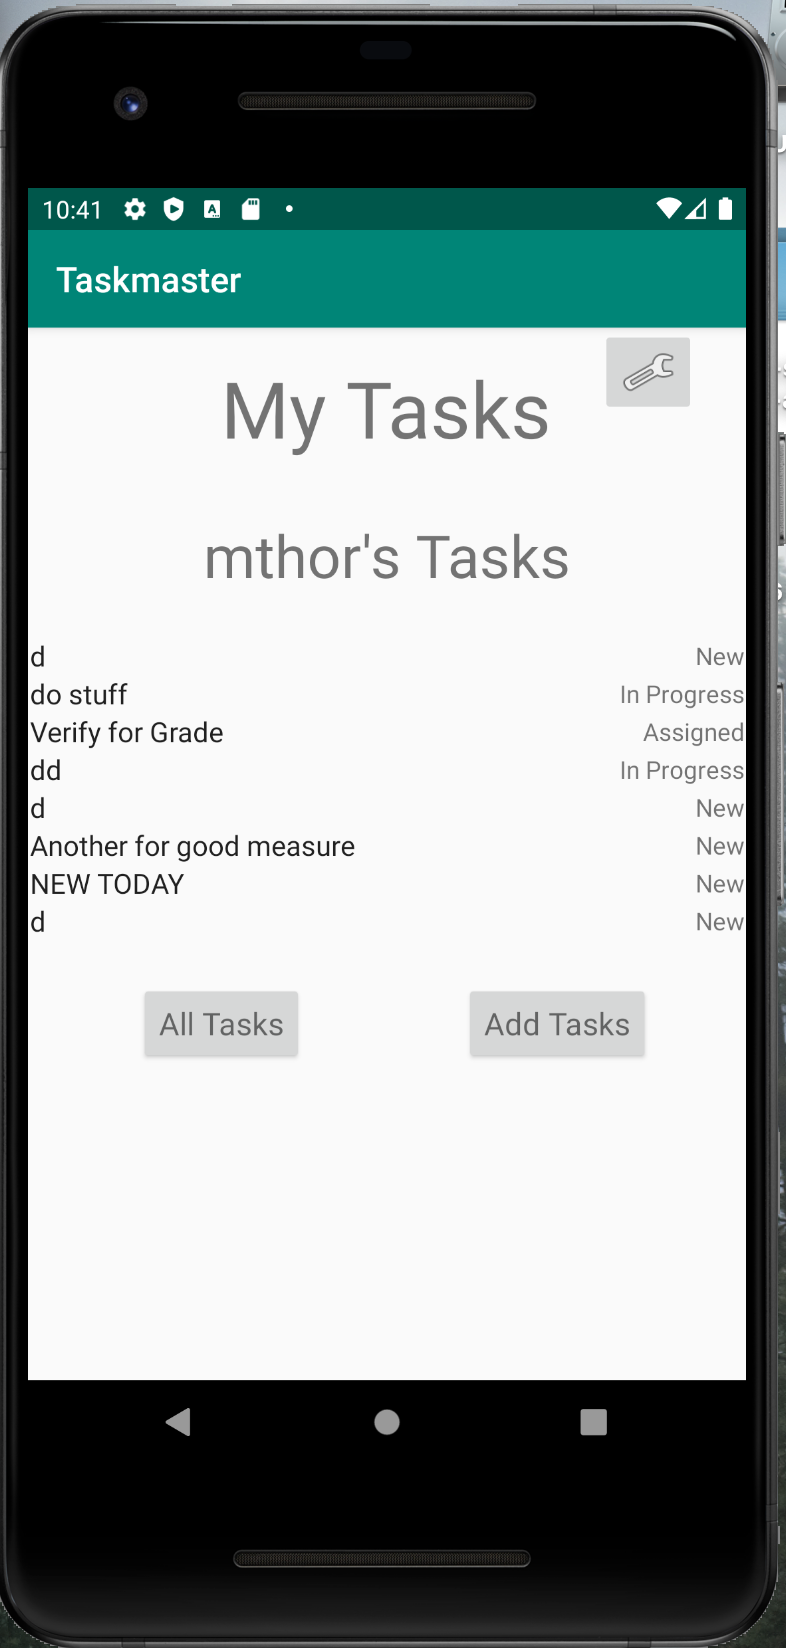 10:41
Taskmaster
My Tasks
mthor's Tasks
d New
do stuff In Progress
Verify for Grade Assigned
dd In Progress
d New
Another for good measure New
NEW TODAY New
d New
All Tasks Add Tasks